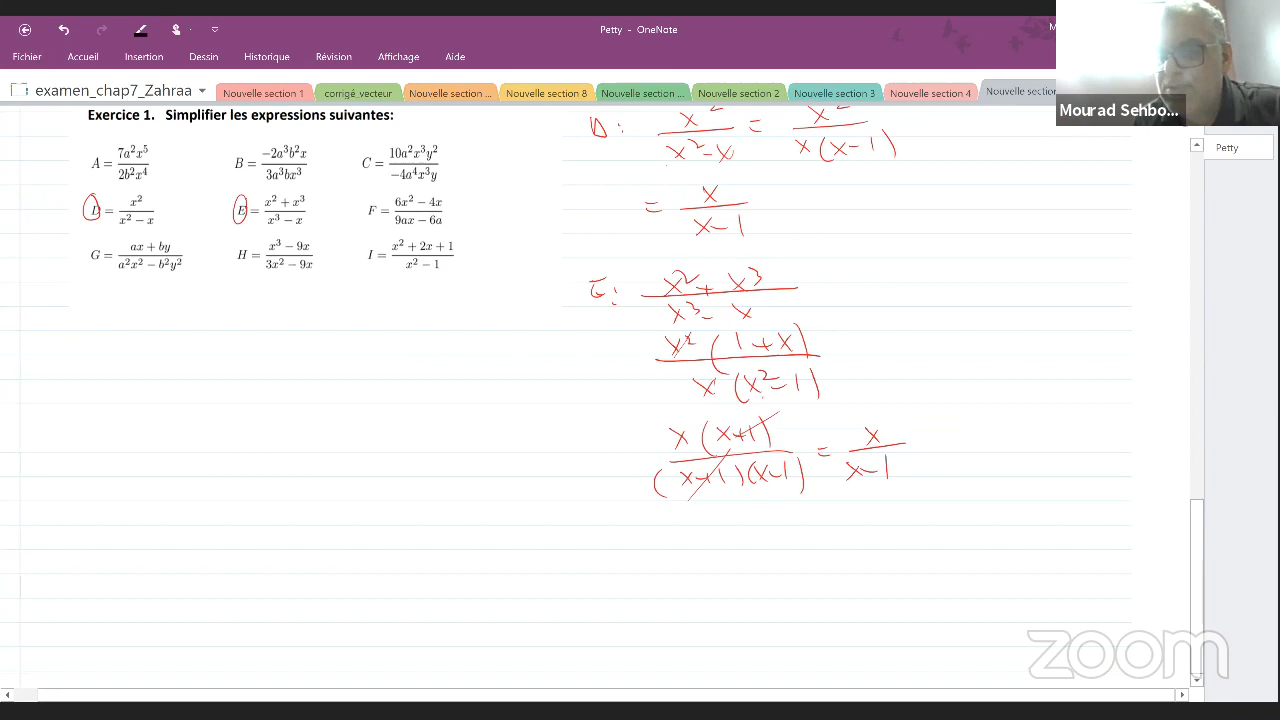 Petty - OneNote
Fichier Accueil Insertion Dessin Historique Révision Affichage Aide
examen_chap7_Zahraa
Nouvelle section 1 corrigé_vecteur Nouvelle section ... Nouvelle section 8 Nouvelle section ... Nouvelle section 2 Nouvelle section 3 Nouvelle section 4 Nouvelle section
Mourad Sehbo...
Petty
Exercice 1. Simplifier les expressions suivantes:
A = 7a²x⁵ / 2b²x⁴ B = -2a³b²x / 3a³bx³ C = 10a²x³y² / -4a⁴x³y
D = x² / x² − x E = x² + x³ / x³ − x F = 6x² − 4x / 9ax − 6a
G = ax + by / a²x² − b²y² H = x³ − 9x / 3x² − 9x I = x² + 2x + 1 / x² − 1
D: x² / x² − x = x² / x(x−1)
= x / x−1
E: x² + x³ / x³ − x
x² (1+x) / x (x²−1)
x (x+1) / (x+1)(x−1) = x / x−1
zoom